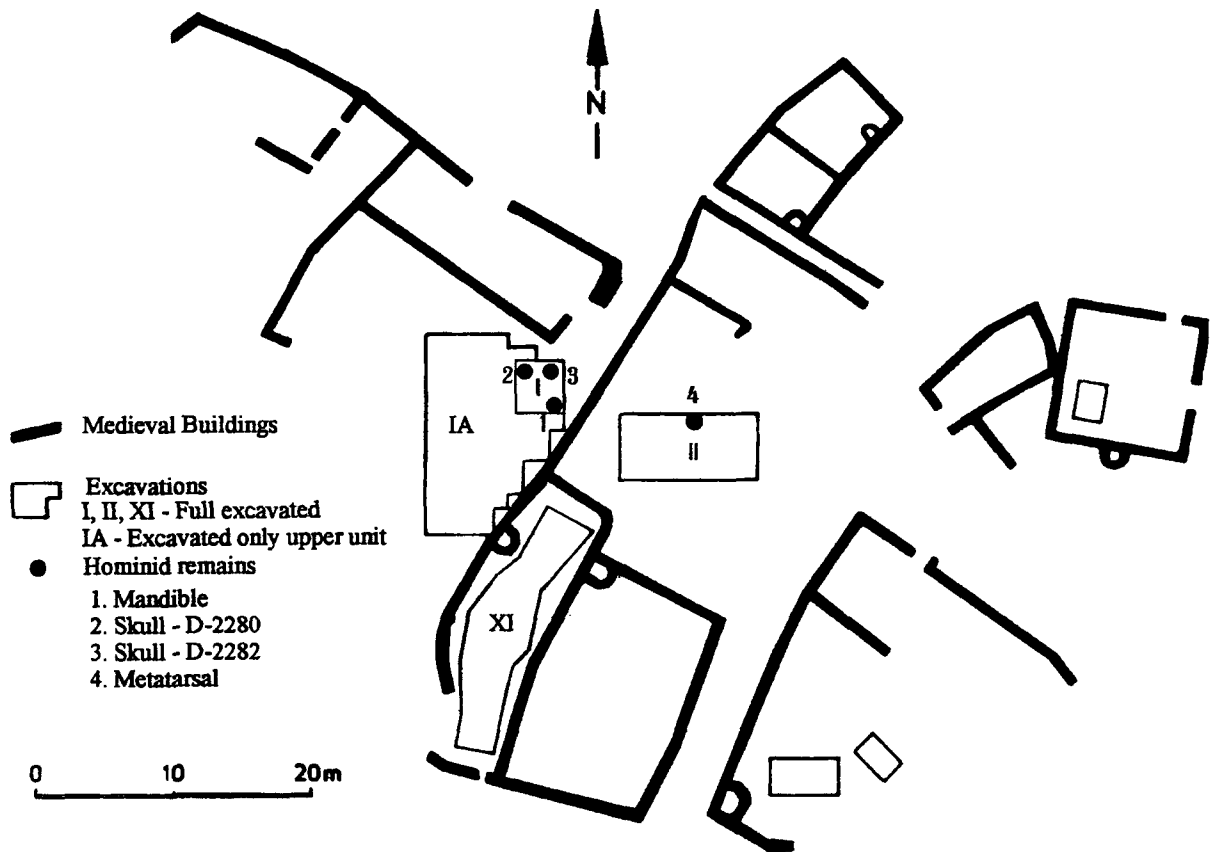 N
2 3
I
1
IA
4
II
XI
Medieval Buildings
Excavations
I, II, XI - Full excavated
IA - Excavated only upper unit
Hominid remains
1. Mandible
2. Skull - D-2280
3. Skull - D-2282
4. Metatarsal
0 10 20m